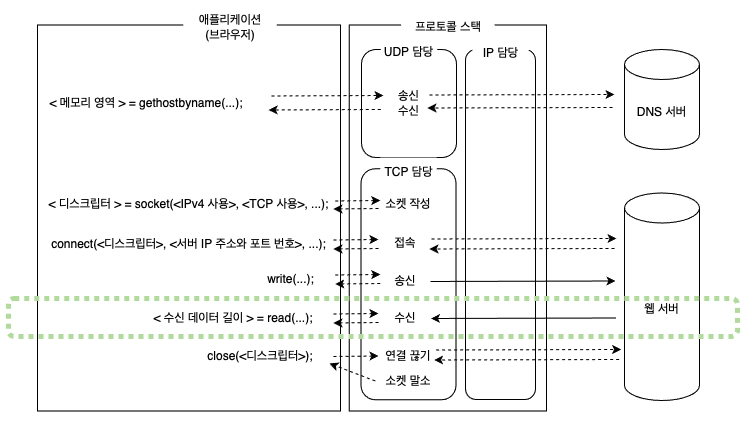 애플리케이션
(브라우저)
프로토콜 스택
UDP 담당
IP 담당
< 메모리 영역 > = gethostbyname(...);
송신
수신
DNS 서버
TCP 담당
< 디스크립터 > = socket(<IPv4 사용>, <TCP 사용>, ...);
소켓 작성
connect(<디스크립터>, <서버 IP 주소와 포트 번호>, ...);
접속
write(...);
송신
웹 서버
< 수신 데이터 길이 > = read(...);
수신
close(<디스크립터>);
연결 끊기
소켓 말소